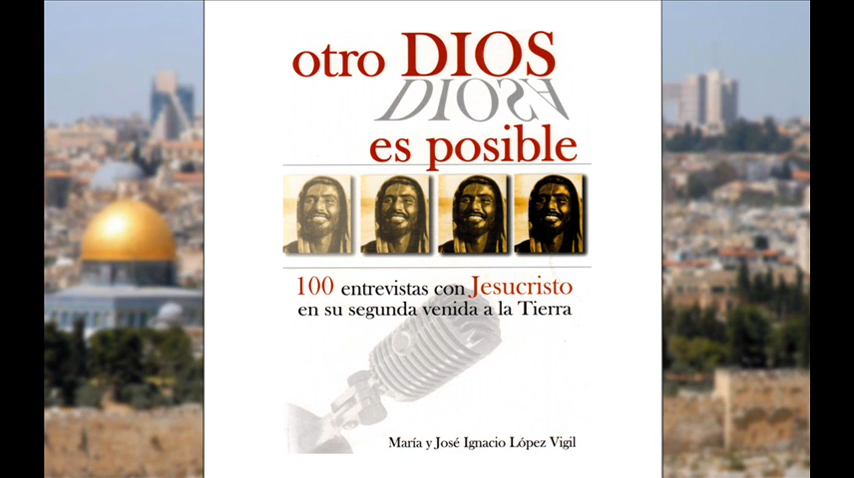 otro DIOS
DIOSA
es posible
100 entrevistas con Jesucristo
en su segunda venida a la Tierra
María y José Ignacio López Vigil